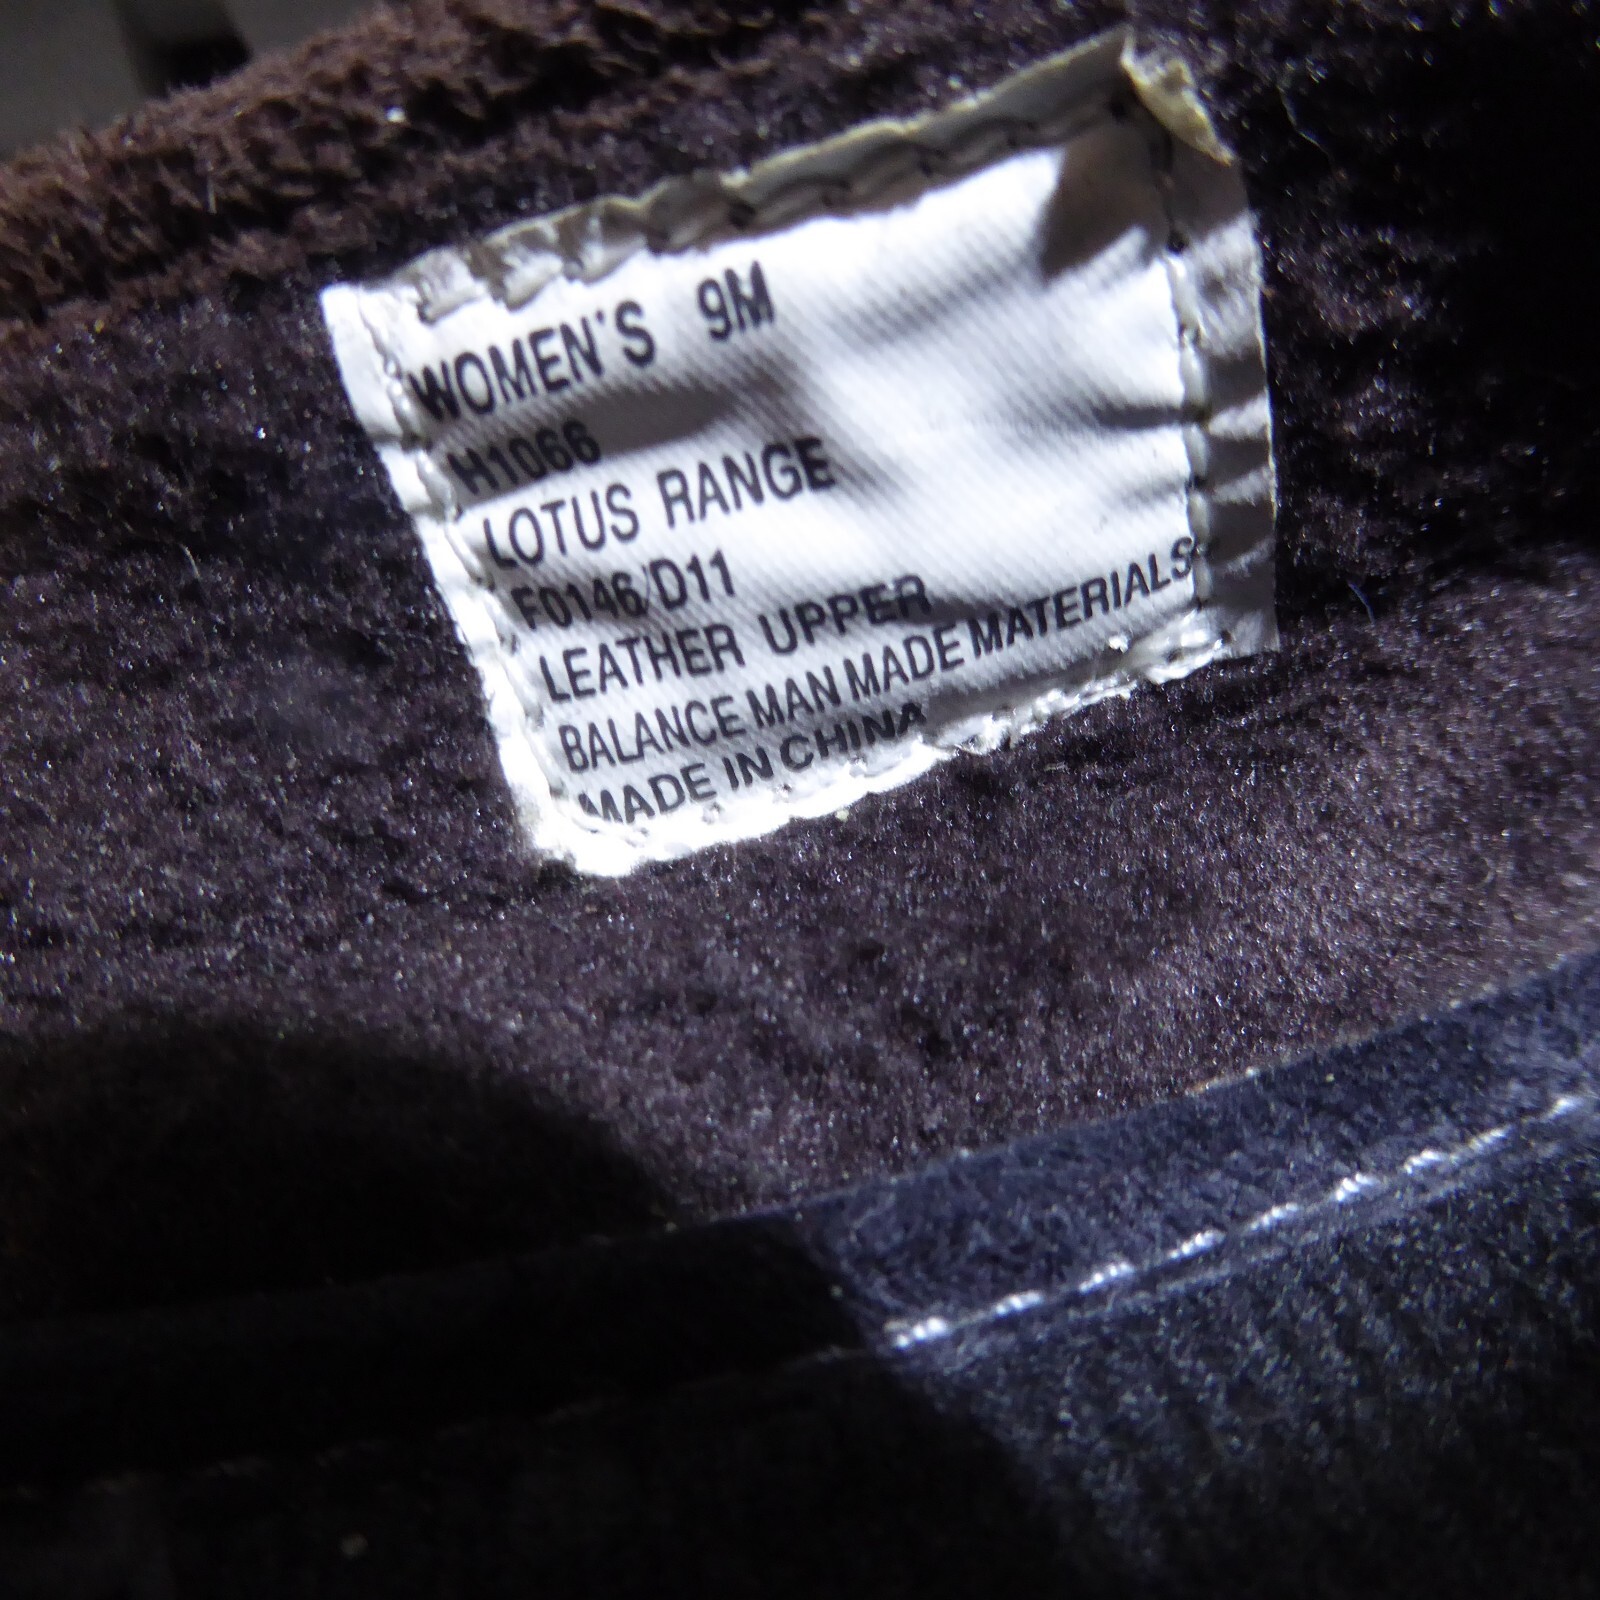 WOMEN'S 9M
H1066
LOTUS RANGE
F0146/D11
LEATHER UPPER
BALANCE MAN MADE MATERIALS
MADE IN CHINA